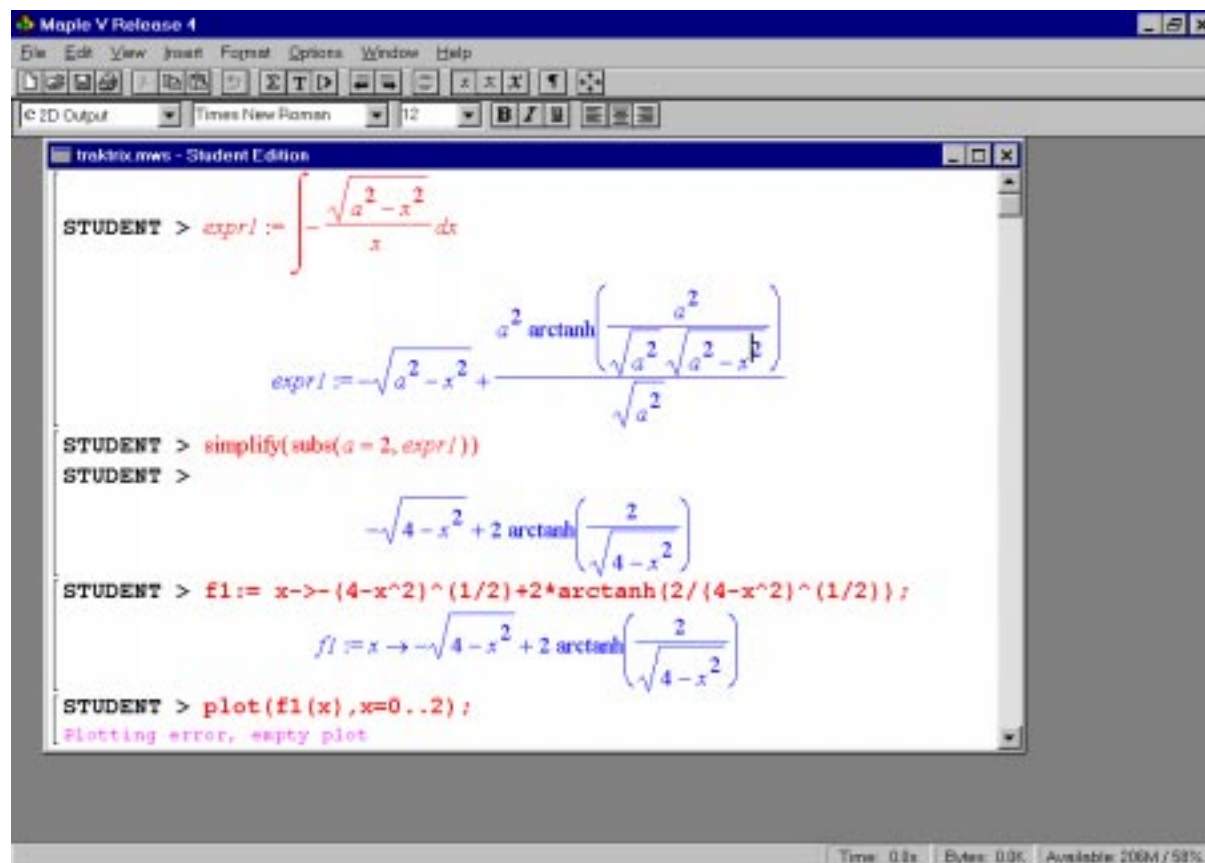 Maple V Release 4
File Edit View Insert Format Options Window Help
C 2D Output Times New Roman 12 B I U
traktrix.mws - Student Edition
STUDENT > expr1 := ∫ -√(a² - x²) / x dx
expr1 := -√(a² - x²) + a² arctanh(a² / (√a² √(a² - x²))) / √a²
STUDENT > simplify(subs(a = 2, expr1))
STUDENT >
-√(4 - x²) + 2 arctanh(2 / √(4 - x²))
STUDENT > f1:= x->-(4-x^2)^(1/2)+2*arctanh(2/(4-x^2)^(1/2));
f1 := x → -√(4 - x²) + 2 arctanh(2 / √(4 - x²))
STUDENT > plot(f1(x),x=0..2);
Plotting error, empty plot
Time: 0.0s Bytes: 0.0K Available: 206M / 58%